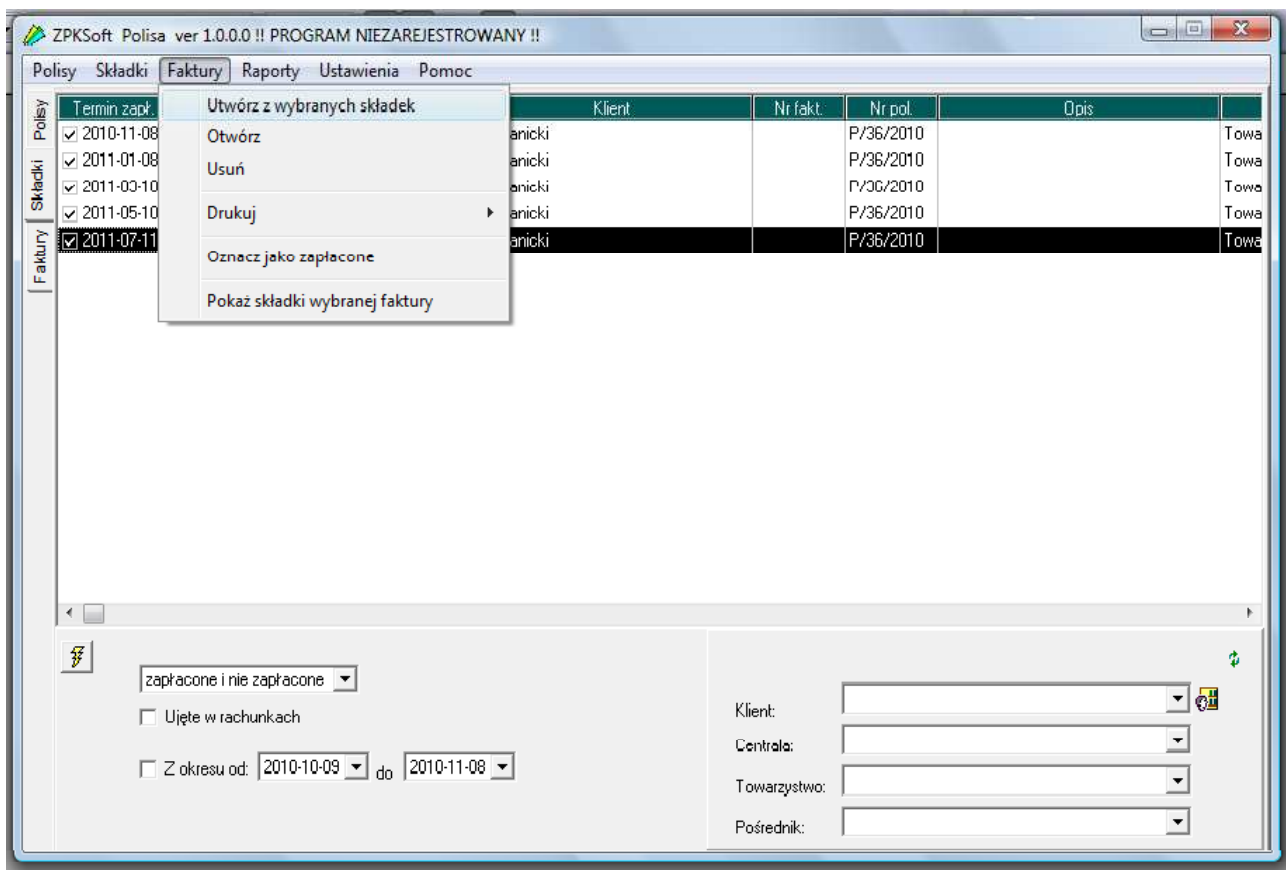 ZPKSoft Polisa ver 1.0.0.0 !! PROGRAM NIEZAREJESTROWANY !!
Polisy Składki Faktury Raporty Ustawienia Pomoc
Polisy
Składki
Faktury
Termin zapł. Klient Nr fakt. Nr pol. Opis
2010-11-08 anicki P/36/2010 Towa
2011-01-08 anicki P/36/2010 Towa
2011-03-10 anicki P/36/2010 Towa
2011-05-10 anicki P/36/2010 Towa
2011-07-11 anicki P/36/2010 Towa
Utwórz z wybranych składek
Otwórz
Usuń
Drukuj
Oznacz jako zapłacone
Pokaż składki wybranej faktury
zapłacone i nie zapłacone
Ujęte w rachunkach
Z okresu od: 2010-10-09 do 2010-11-08
Klient:
Centrala:
Towarzystwo:
Pośrednik: